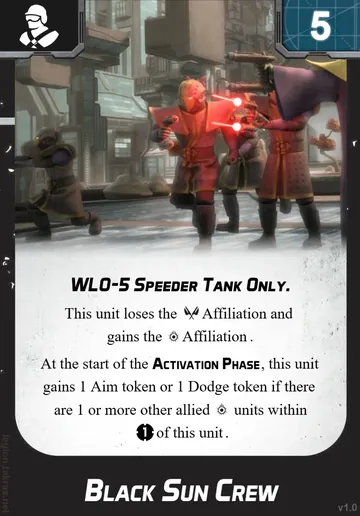 5
WLO-5 Speeder Tank Only.
This unit loses the Affiliation and
gains the Affiliation.
At the start of the Activation Phase, this unit
gains 1 Aim token or 1 Dodge token if there
are 1 or more other allied units within
1 of this unit.
Black Sun Crew
v1.0